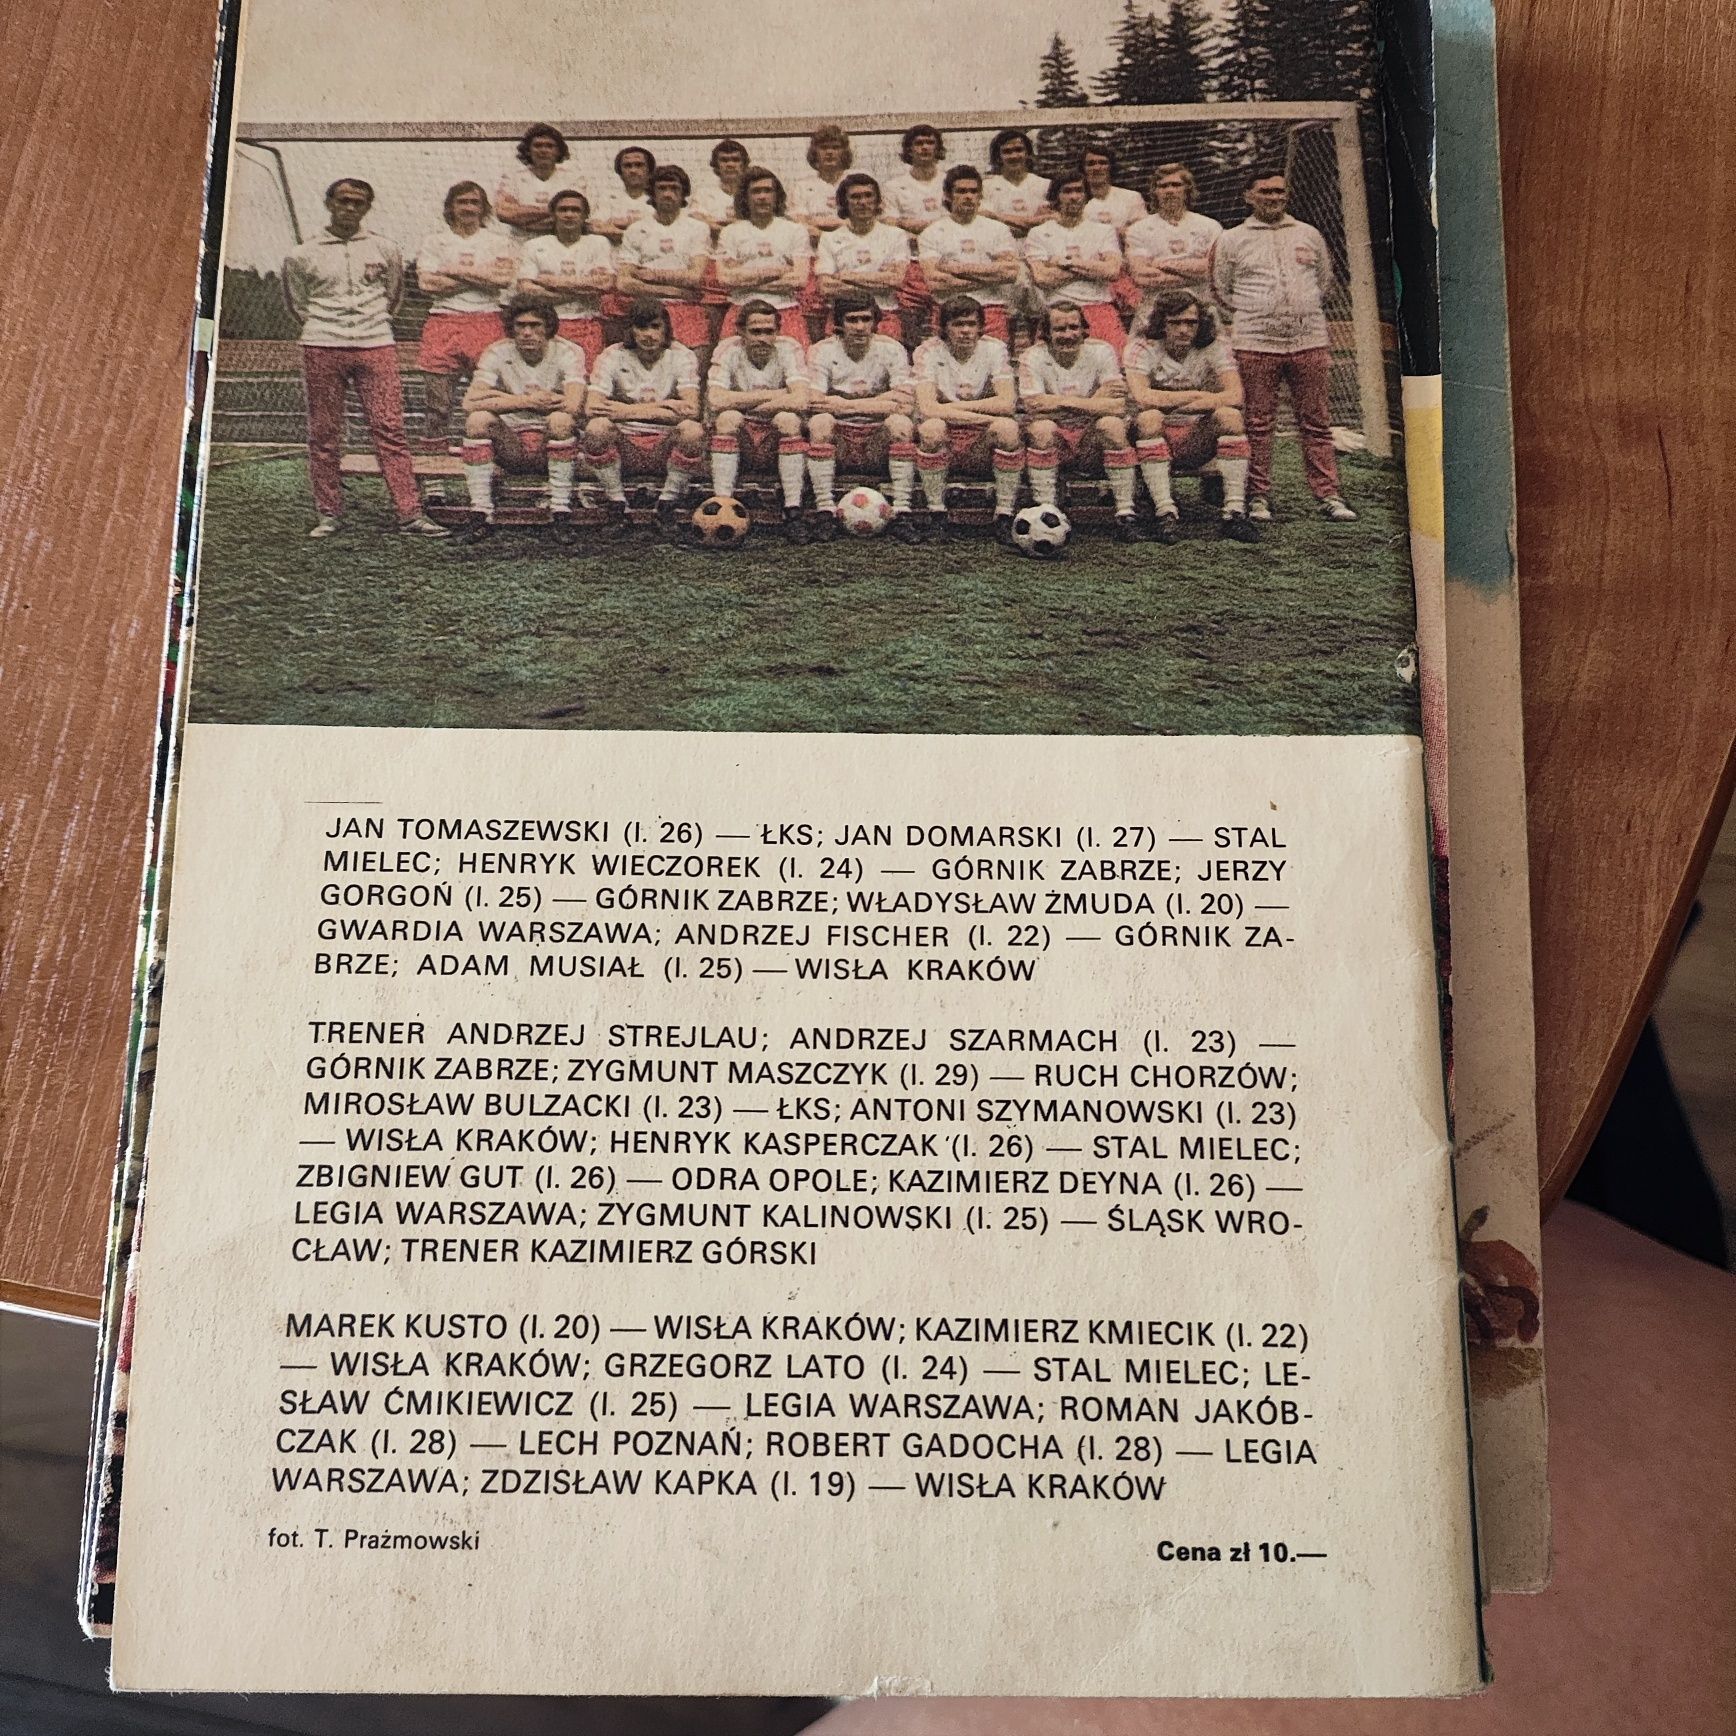 JAN TOMASZEWSKI (l. 26) — ŁKS; JAN DOMARSKI (l. 27) — STAL
MIELEC; HENRYK WIECZOREK (l. 24) — GÓRNIK ZABRZE; JERZY
GORGOŃ (l. 25) — GÓRNIK ZABRZE; WŁADYSŁAW ŻMUDA (l. 20) —
GWARDIA WARSZAWA; ANDRZEJ FISCHER (l. 22) — GÓRNIK ZA-
BRZE; ADAM MUSIAŁ (l. 25) — WISŁA KRAKÓW
TRENER ANDRZEJ STREJLAU; ANDRZEJ SZARMACH (l. 23) —
GÓRNIK ZABRZE; ZYGMUNT MASZCZYK (l. 29) — RUCH CHORZÓW;
MIROSŁAW BULZACKI (l. 23) — ŁKS; ANTONI SZYMANOWSKI (l. 23)
— WISŁA KRAKÓW; HENRYK KASPERCZAK (l. 26) — STAL MIELEC;
ZBIGNIEW GUT (l. 26) — ODRA OPOLE; KAZIMIERZ DEYNA (l. 26) —
LEGIA WARSZAWA; ZYGMUNT KALINOWSKI (l. 25) — ŚLĄSK WRO-
CŁAW; TRENER KAZIMIERZ GÓRSKI
MAREK KUSTO (l. 20) — WISŁA KRAKÓW; KAZIMIERZ KMIECIK (l. 22)
— WISŁA KRAKÓW; GRZEGORZ LATO (l. 24) — STAL MIELEC; LE-
SŁAW ĆMIKIEWICZ (l. 25) — LEGIA WARSZAWA; ROMAN JAKÓB-
CZAK (l. 28) — LECH POZNAŃ; ROBERT GADOCHA (l. 28) — LEGIA
WARSZAWA; ZDZISŁAW KAPKA (l. 19) — WISŁA KRAKÓW
fot. T. Prażmowski
Cena zł 10.—